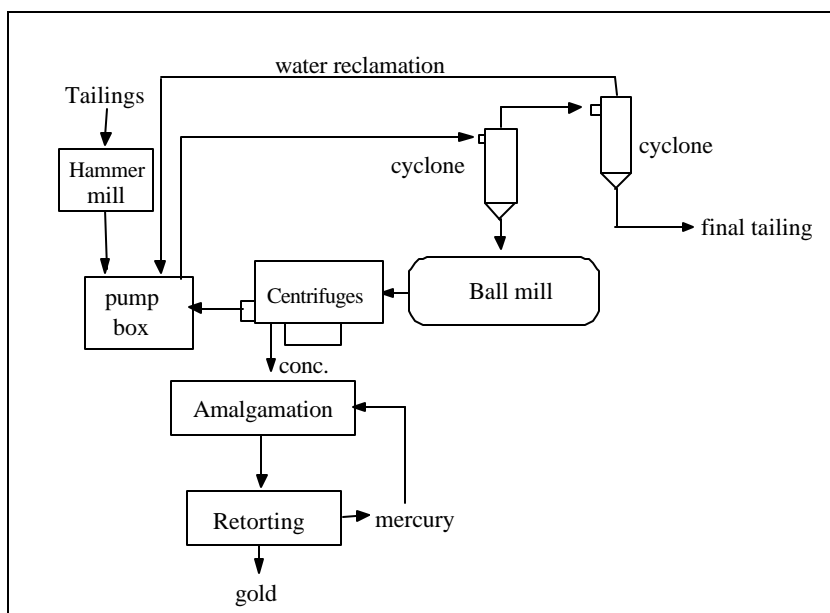 water reclamation
Tailings
cyclone
cyclone
Hammer
mill
final tailing
pump
box
Centrifuges
Ball mill
conc.
Amalgamation
Retorting
mercury
gold